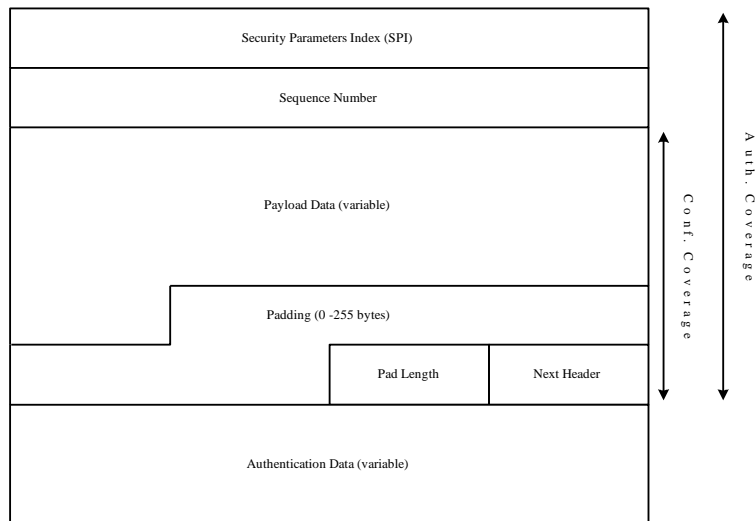 Security Parameters Index (SPI)
Sequence Number
Payload Data (variable)
Padding (0 -255 bytes)
Pad Length
Next Header
Authentication Data (variable)
Conf. Coverage
Auth. Coverage